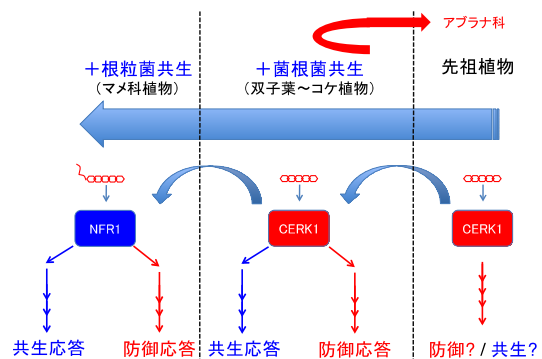 アブラナ科
＋根粒菌共生
(マメ科植物)
＋菌根菌共生
(双子葉～コケ植物)
先祖植物
NFR1
CERK1
CERK1
共生応答
防御応答
共生応答
防御応答
防御? / 共生?